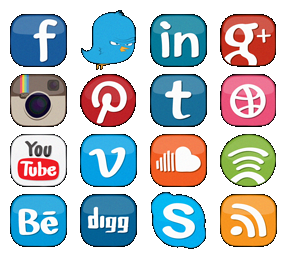 f in g+
t
You Tube V
Bē digg S